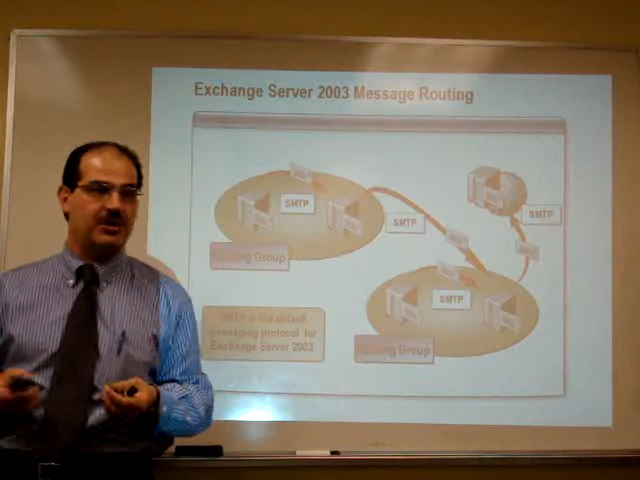 Exchange Server 2003 Message Routing
SMTP
SMTP
SMTP
Routing Group
SMTP
SMTP is the default
messaging protocol for
Exchange server 2003
Routing Group